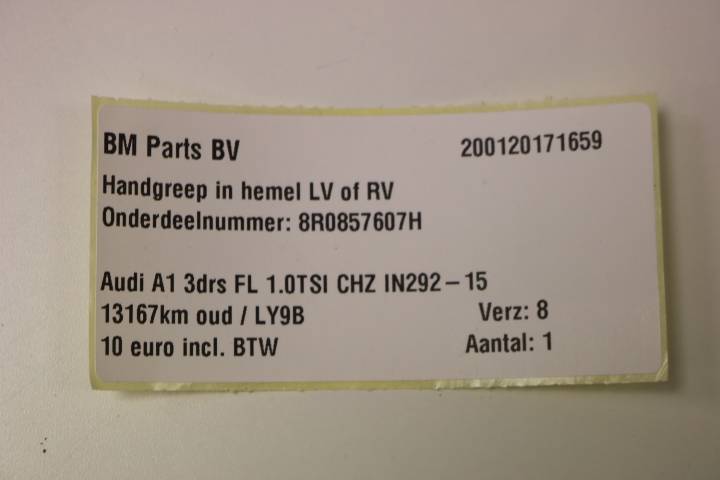 BM Parts BV 200120171659
Handgreep in hemel LV of RV
Onderdeelnummer: 8R0857607H
Audi A1 3drs FL 1.0TSI CHZ IN292-15
13167km oud / LY9B Verz: 8
10 euro incl. BTW Aantal: 1